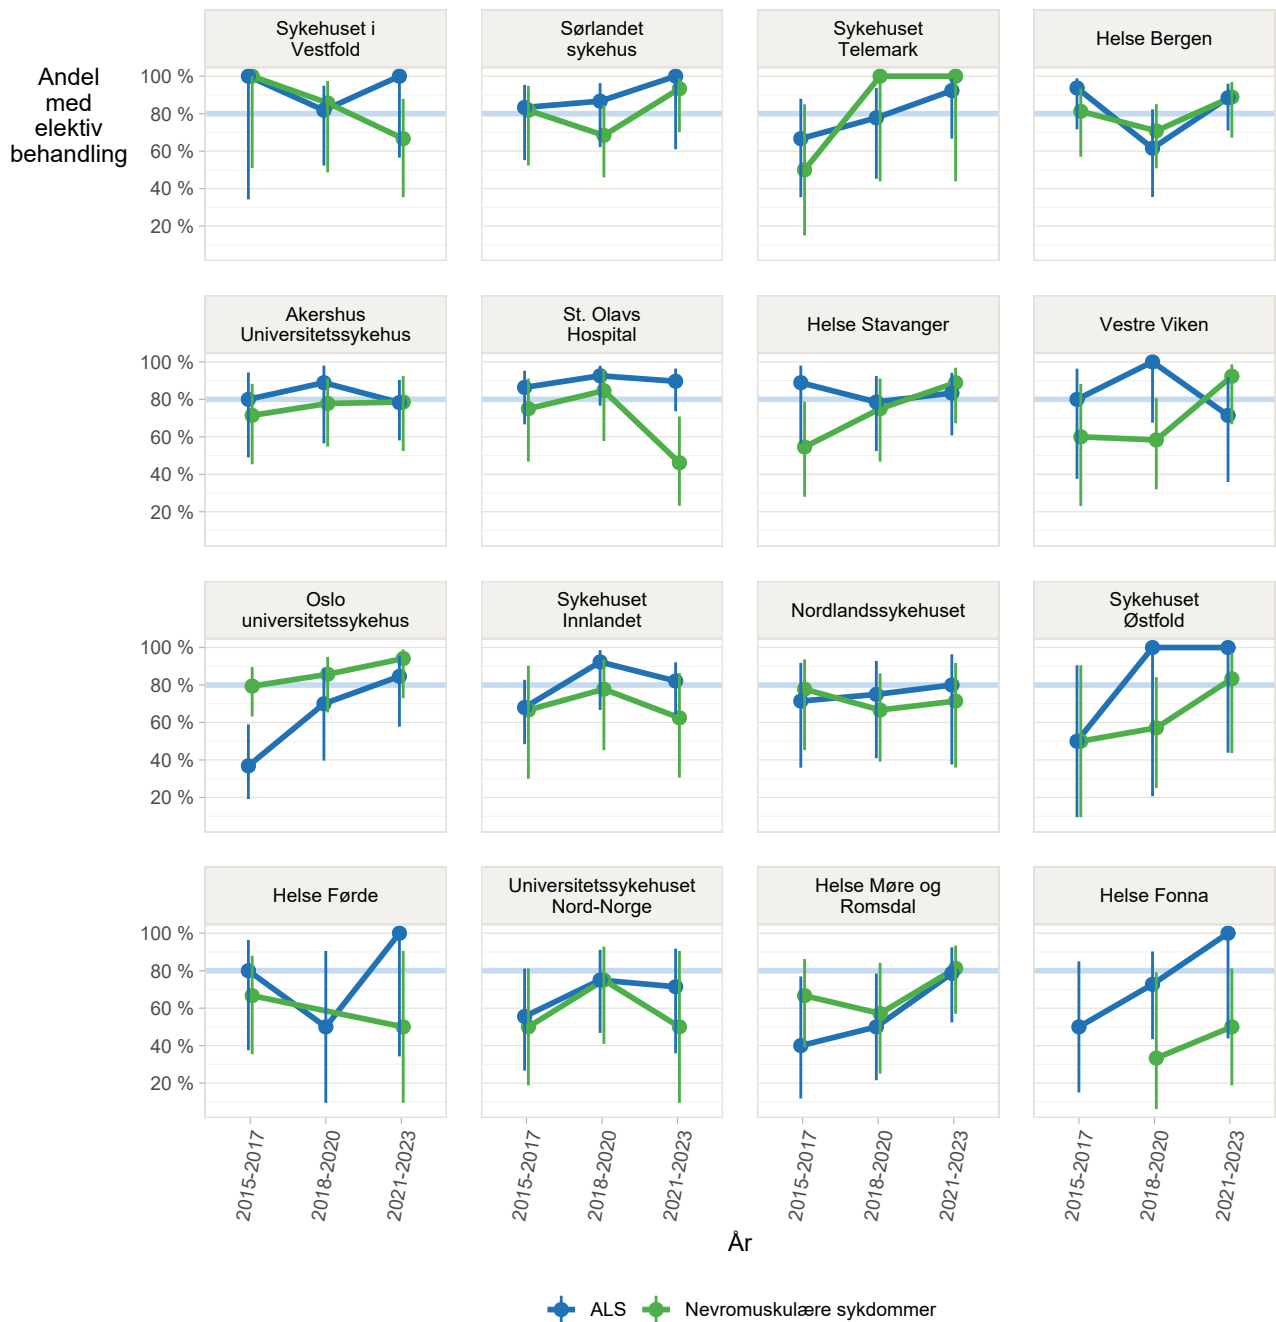 Andel
med
elektiv
behandling
Sykehuset i
Vestfold
Sørlandet
sykehus
Sykehuset
Telemark
Helse Bergen
100 %
80 %
60 %
40 %
20 %
Akershus
Universitetssykehus
St. Olavs
Hospital
Helse Stavanger
Vestre Viken
100 %
80 %
60 %
40 %
20 %
Oslo
universitetssykehus
Sykehuset
Innlandet
Nordlandssykehuset
Sykehuset
Østfold
100 %
80 %
60 %
40 %
20 %
Helse Førde
Universitetssykehuset
Nord-Norge
Helse Møre og
Romsdal
Helse Fonna
100 %
80 %
60 %
40 %
20 %
2015-2017
2018-2020
2021-2023
2015-2017
2018-2020
2021-2023
2015-2017
2018-2020
2021-2023
2015-2017
2018-2020
2021-2023
År
ALS
Nevromuskulære sykdommer